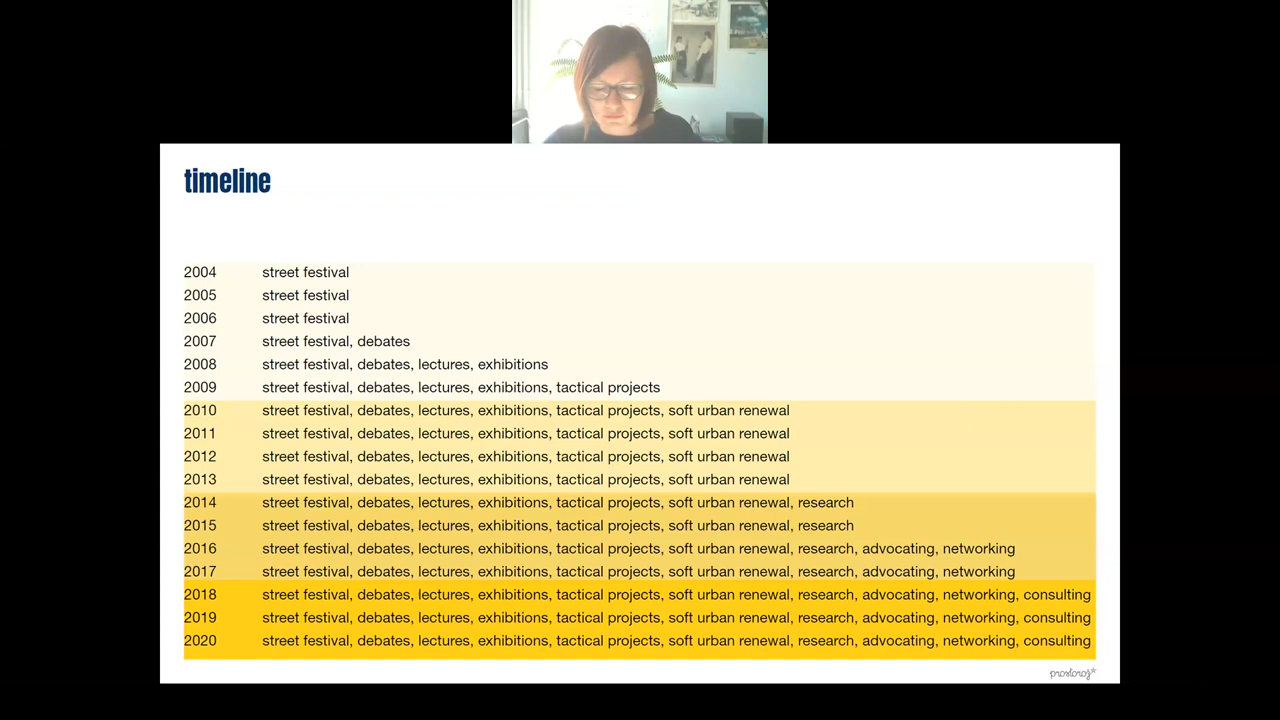 timeline
2004 street festival
2005 street festival
2006 street festival
2007 street festival, debates
2008 street festival, debates, lectures, exhibitions
2009 street festival, debates, lectures, exhibitions, tactical projects
2010 street festival, debates, lectures, exhibitions, tactical projects, soft urban renewal
2011 street festival, debates, lectures, exhibitions, tactical projects, soft urban renewal
2012 street festival, debates, lectures, exhibitions, tactical projects, soft urban renewal
2013 street festival, debates, lectures, exhibitions, tactical projects, soft urban renewal
2014 street festival, debates, lectures, exhibitions, tactical projects, soft urban renewal, research
2015 street festival, debates, lectures, exhibitions, tactical projects, soft urban renewal, research
2016 street festival, debates, lectures, exhibitions, tactical projects, soft urban renewal, research, advocating, networking
2017 street festival, debates, lectures, exhibitions, tactical projects, soft urban renewal, research, advocating, networking
2018 street festival, debates, lectures, exhibitions, tactical projects, soft urban renewal, research, advocating, networking, consulting
2019 street festival, debates, lectures, exhibitions, tactical projects, soft urban renewal, research, advocating, networking, consulting
2020 street festival, debates, lectures, exhibitions, tactical projects, soft urban renewal, research, advocating, networking, consulting
prostorož*